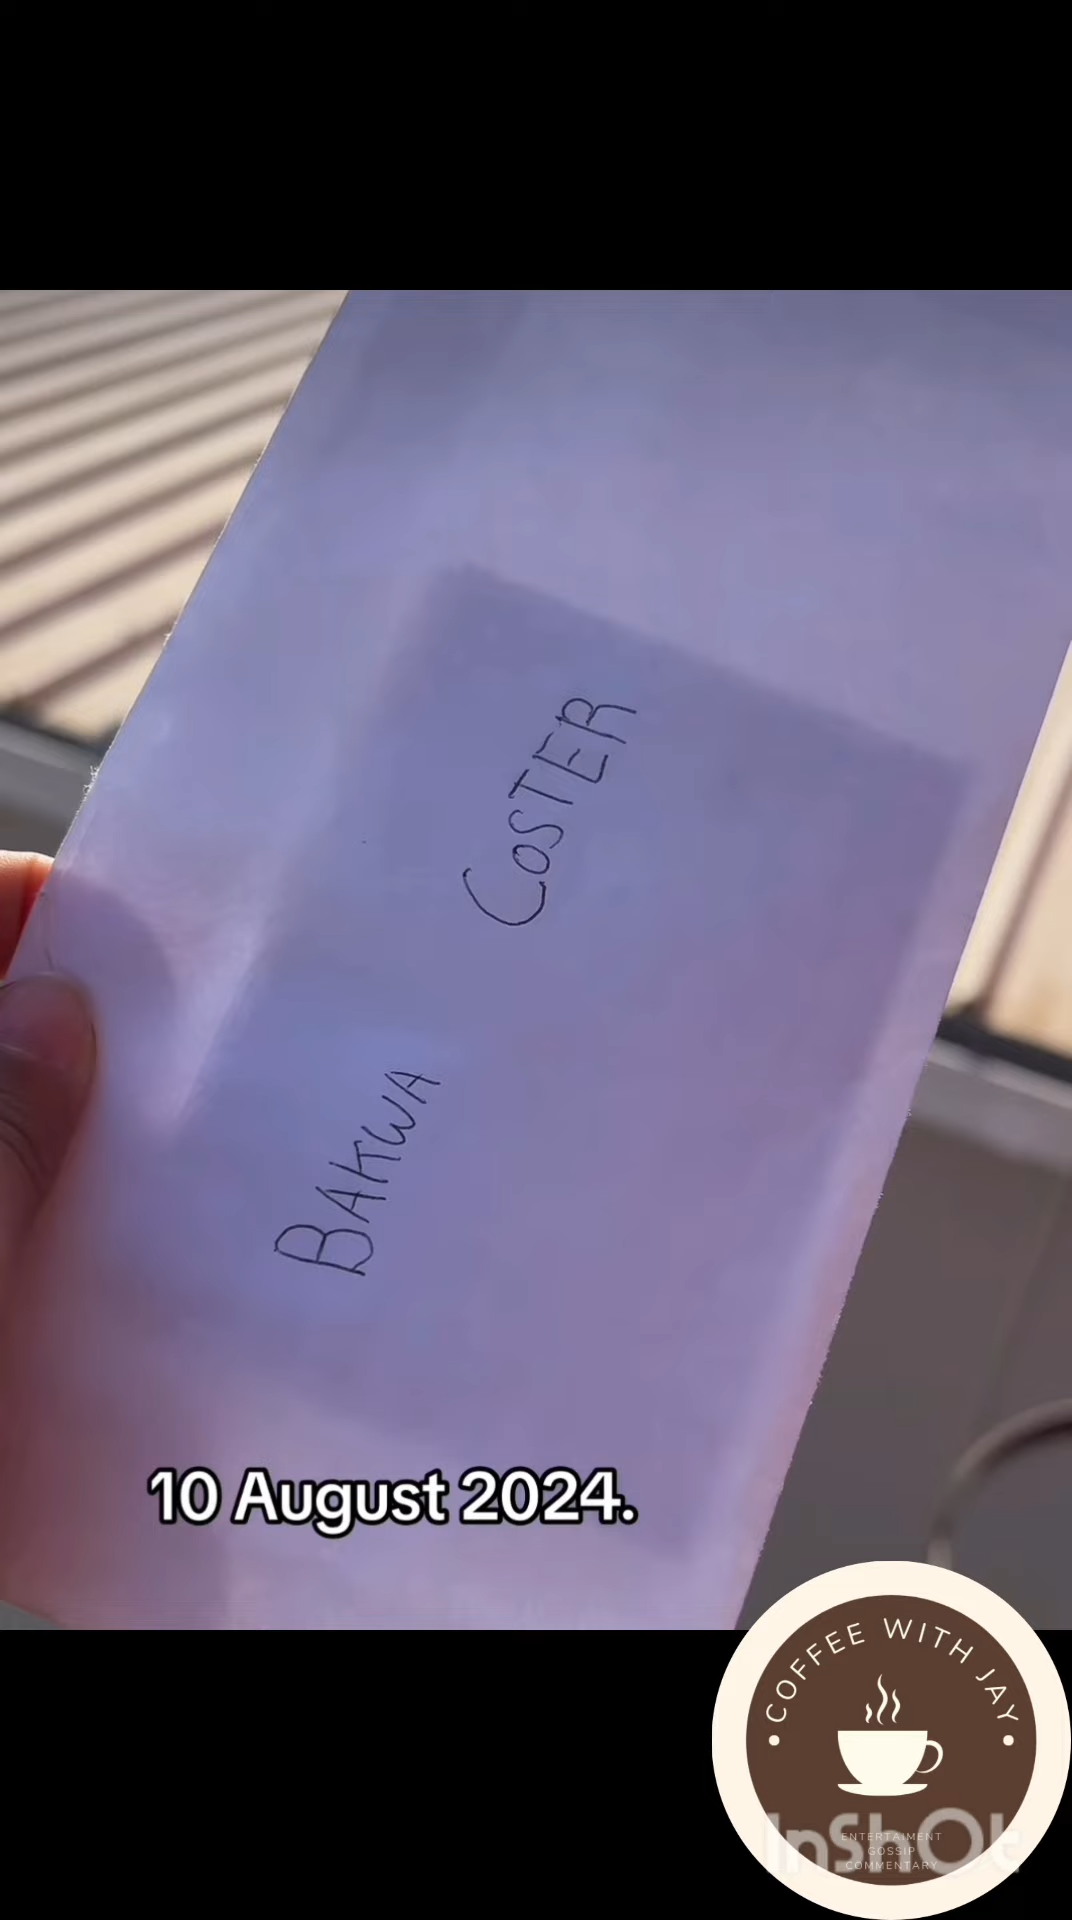 BAKWA COSTER
10 August 2024.
COFFEE WITH JAY
InShOt
ENTERTAIMENT
GOSSIP
COMMENTARY